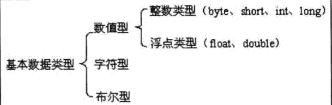 整数类型（byte、short、int、long）
数值型
浮点类型（float、double）
基本数据类型
字符型
布尔型